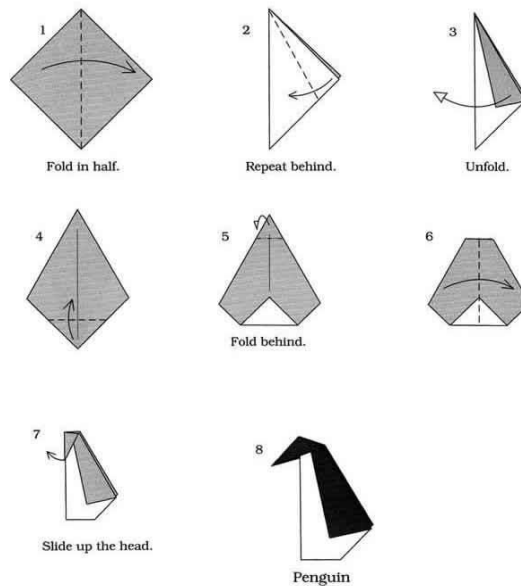 1
Fold in half.
2
Repeat behind.
3
Unfold.
4
5
Fold behind.
6
7
Slide up the head.
8
Penguin